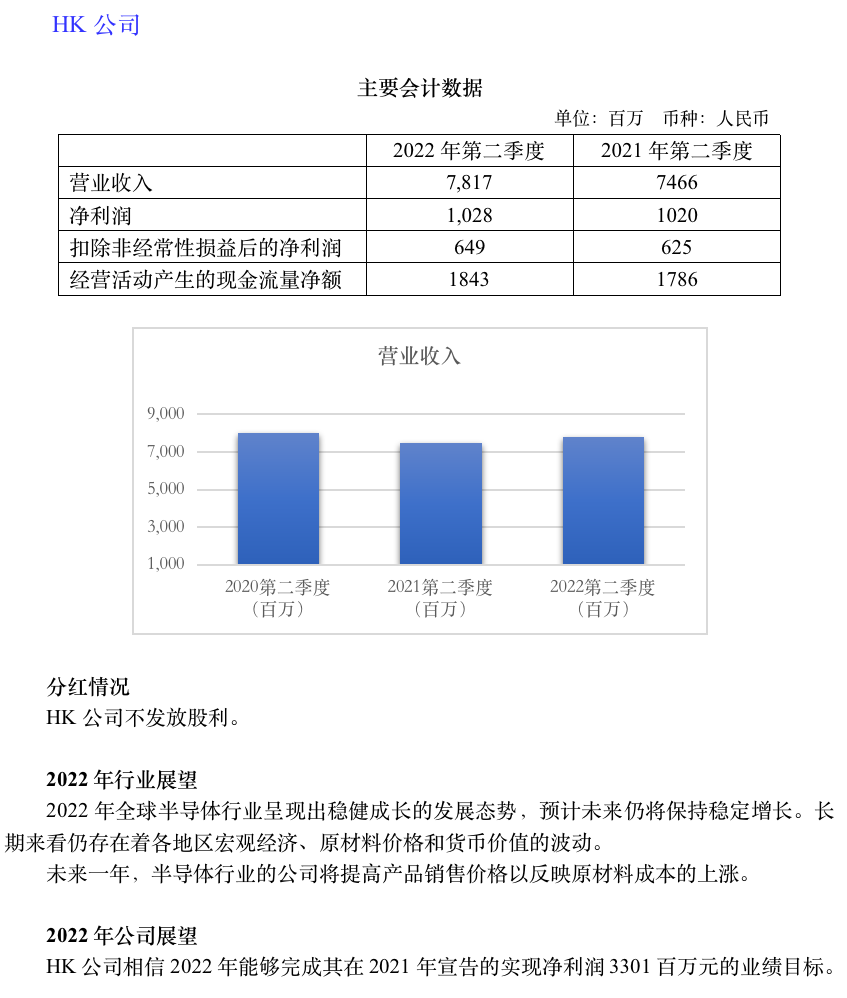 HK 公司
主要会计数据
单位：百万 币种：人民币
2022 年第二季度 2021 年第二季度
营业收入 7,817 7466
净利润 1,028 1020
扣除非经常性损益后的净利润 649 625
经营活动产生的现金流量净额 1843 1786
营业收入
9,000
7,000
5,000
3,000
1,000
2020第二季度 2021第二季度 2022第二季度
（百万） （百万） （百万）
分红情况
HK 公司不发放股利。
2022 年行业展望
2022 年全球半导体行业呈现出稳健成长的发展态势，预计未来仍将保持稳定增长。长
期来看仍存在着各地区宏观经济、原材料价格和货币价值的波动。
未来一年，半导体行业的公司将提高产品销售价格以反映原材料成本的上涨。
2022 年公司展望
HK 公司相信 2022 年能够完成其在 2021 年宣告的实现净利润 3301 百万元的业绩目标。